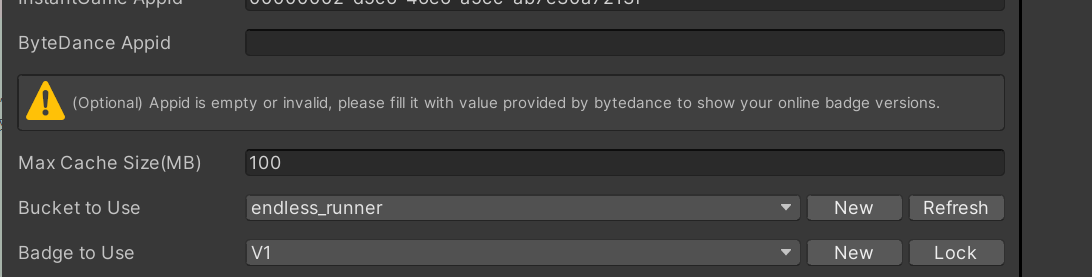 InstantGame Appid
ByteDance Appid
(Optional) Appid is empty or invalid, please fill it with value provided by bytedance to show your online badge versions.
Max Cache Size(MB) 100
Bucket to Use endless_runner New Refresh
Badge to Use V1 New Lock